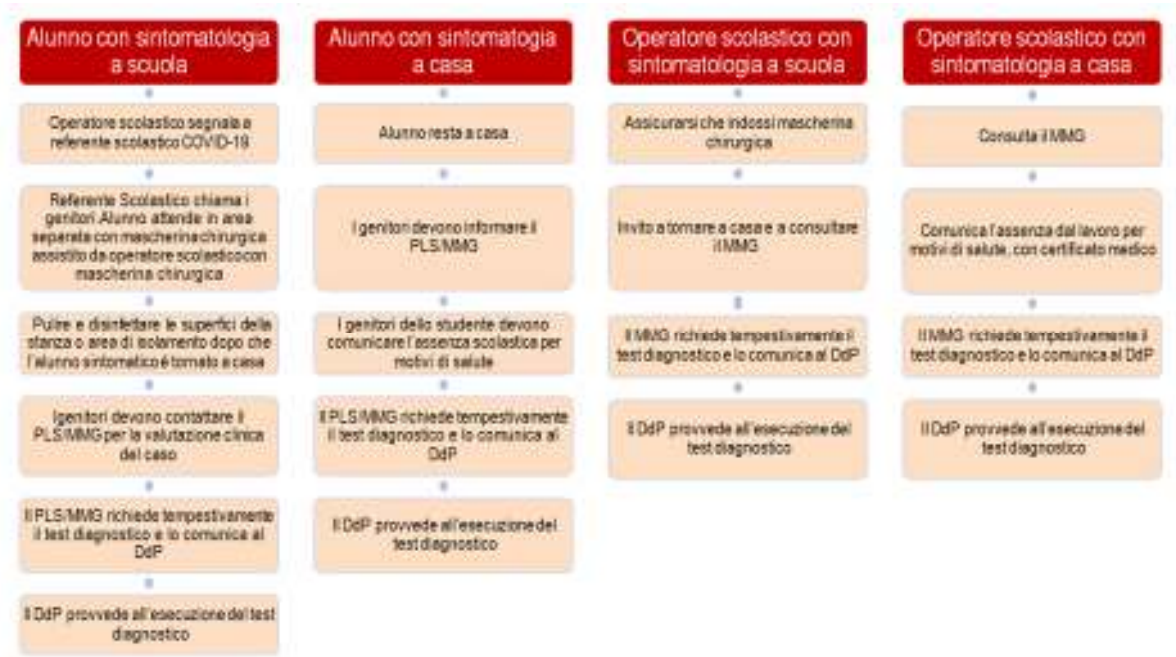 Alunno con sintomatologia
a scuola
Operatore scolastico segnala a
referente scolastico COVID-19
Referente Scolastico chiama i
genitori Alunno attende in area
separata con mascherina chirurgica
assistito da operatore scolastico con
mascherina chirurgica
Pulire e disinfettare le superfici della
stanza o area di isolamento dopo che
l'alunno sintomatico é tornato a casa
I genitori devono contattare il
PLS/MMG per la valutazione clinica
del caso
Il PLS/MMG richiede tempestivamente
il test diagnostico e lo comunica al
DdP
Il DdP provvede all'esecuzione del test
diagnostico
Alunno con sintomatogia
a casa
Alunno resta a casa
I genitori devono informare il
PLS/MMG
I genitori dello studente devono
comunicare l'assenza scolastica per
motivi di salute
Il PLS/MMG richiede tempestivamente
il test diagnostico e lo comunica al
DdP
Il DdP provvede all'esecuzione del
test diagnostico
Operatore scolastico con
sintomatologia a scuola
Assicurarsi che indossi mascherina
chirurgica
Invito a tornare a casa e a consultare
il MMG
Il MMG richiede tempestivamente il
test diagnostico e lo comunica al DdP
Il DdP provvede all'esecuzione del
test diagnostico
Operatore scolastico con
sintomatologia a casa
Consulta il MMG
Comunica l'assenza dal lavoro per
motivi di salute, con certificato medico
Il MMG richiede tempestivamente il
test diagnostico e lo comunica al DdP
Il DdP provvede all'esecuzione del
test diagnostico